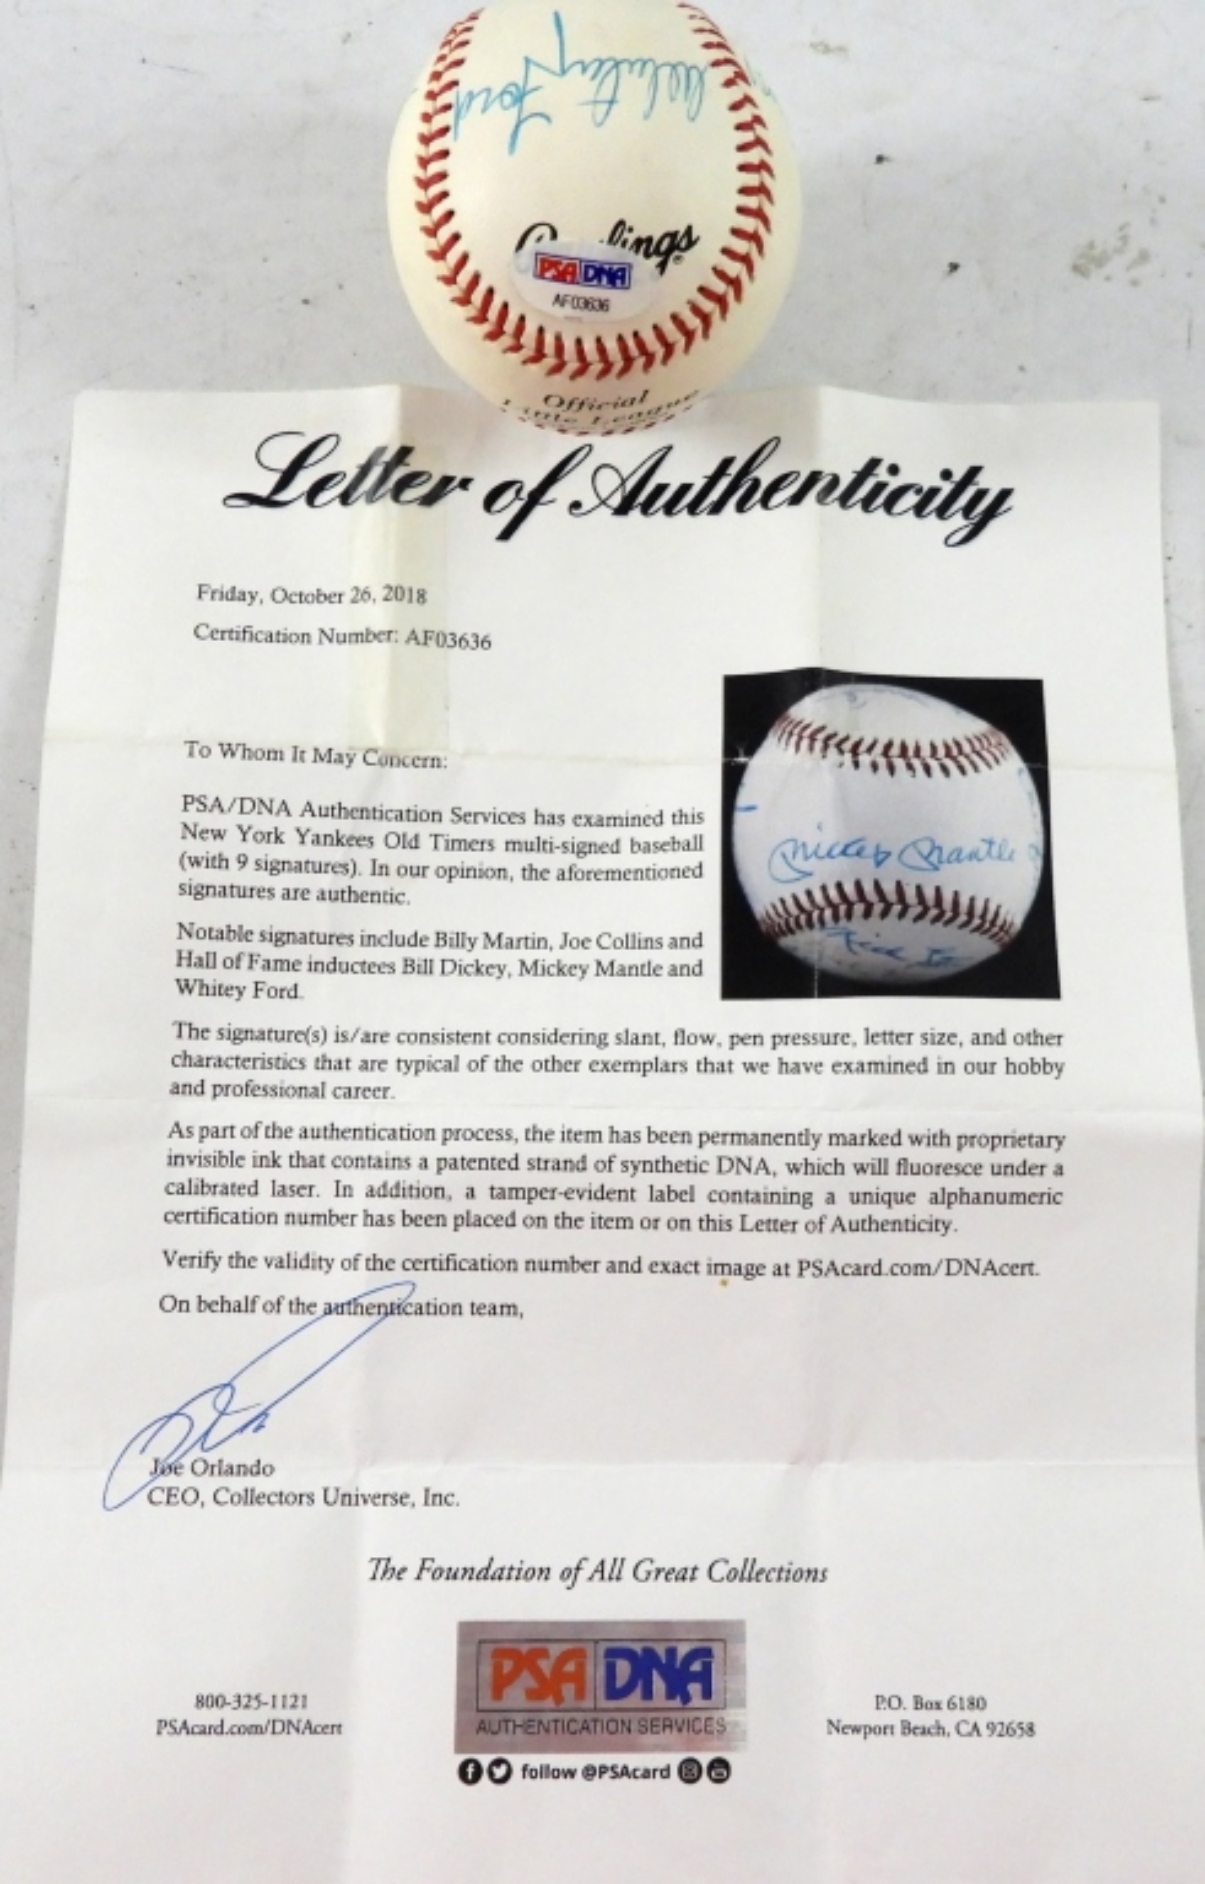 Whitey Ford
Rawlings
PSA DNA
AF03636
Official
Little League
Letter of Authenticity
Friday, October 26, 2018
Certification Number: AF03636
To Whom It May Concern:
PSA/DNA Authentication Services has examined this
New York Yankees Old Timers multi-signed baseball
(with 9 signatures). In our opinion, the aforementioned
signatures are authentic.
Mickey Mantle
Notable signatures include Billy Martin, Joe Collins and
Hall of Fame inductees Bill Dickey, Mickey Mantle and
Whitey Ford.
The signature(s) is/are consistent considering slant, flow, pen pressure, letter size, and other
characteristics that are typical of the other exemplars that we have examined in our hobby
and professional career.
As part of the authentication process, the item has been permanently marked with proprietary
invisible ink that contains a patented strand of synthetic DNA, which will fluoresce under a
calibrated laser. In addition, a tamper-evident label containing a unique alphanumeric
certification number has been placed on the item or on this Letter of Authenticity.
Verify the validity of the certification number and exact image at PSAcard.com/DNAcert.
On behalf of the authentication team,
Joe Orlando
CEO, Collectors Universe, Inc.
The Foundation of All Great Collections
PSA DNA
AUTHENTICATION SERVICES
800-325-1121
PSAcard.com/DNAcert
P.O. Box 6180
Newport Beach, CA 92658
follow @PSAcard